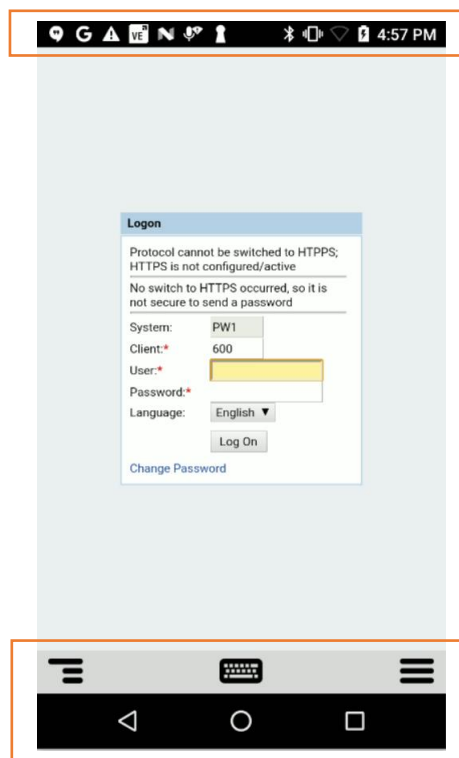 G VE N 4:57 PM
Logon
Protocol cannot be switched to HTPPS;
HTTPS is not configured/active
No switch to HTTPS occurred, so it is
not secure to send a password
System: PW1
Client:* 600
User:*
Password:*
Language: English ▼
Log On
Change Password